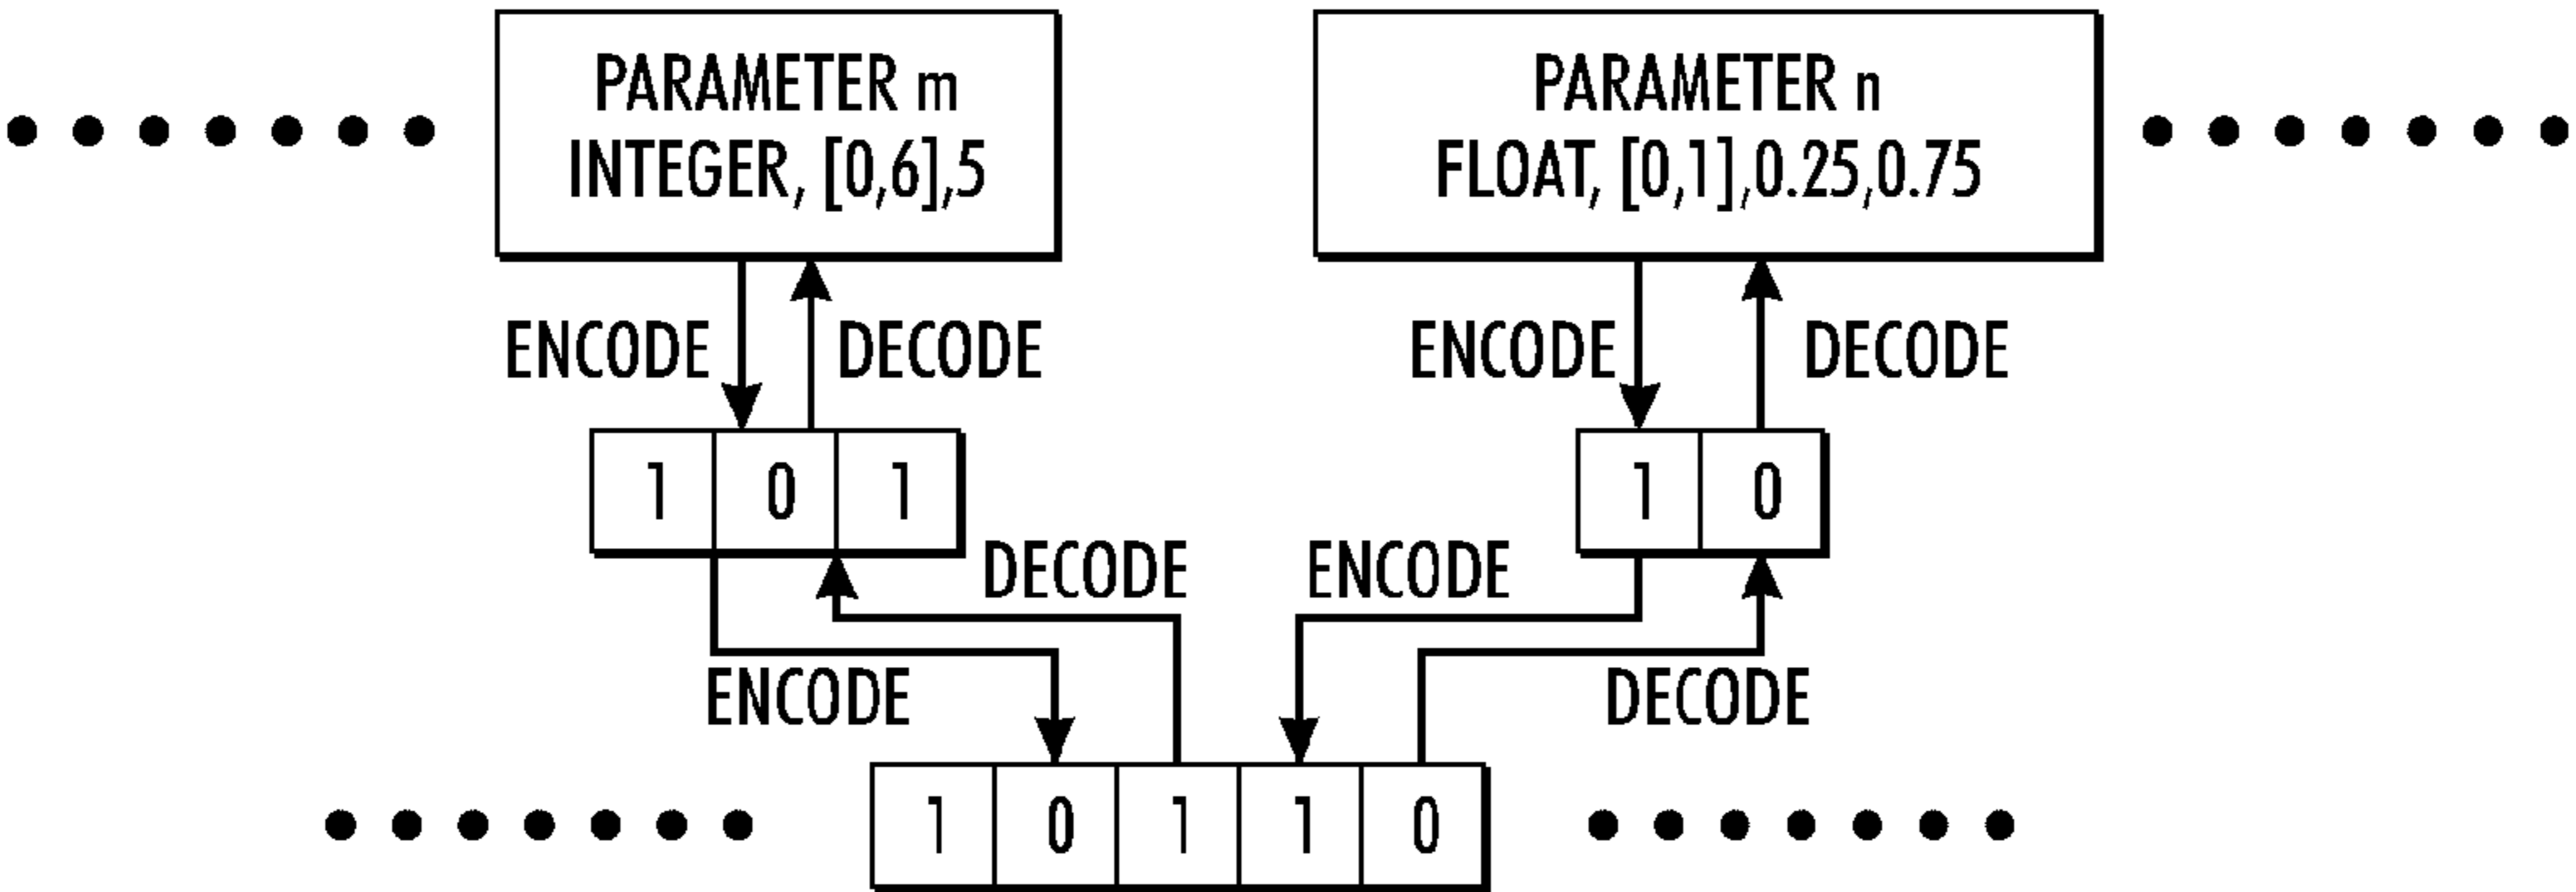 PARAMETER m
INTEGER, [0,6],5
PARAMETER n
FLOAT, [0,1],0.25,0.75
ENCODE
DECODE
ENCODE
DECODE
1 0 1
1 0
DECODE
ENCODE
ENCODE
DECODE
1 0 1 1 0